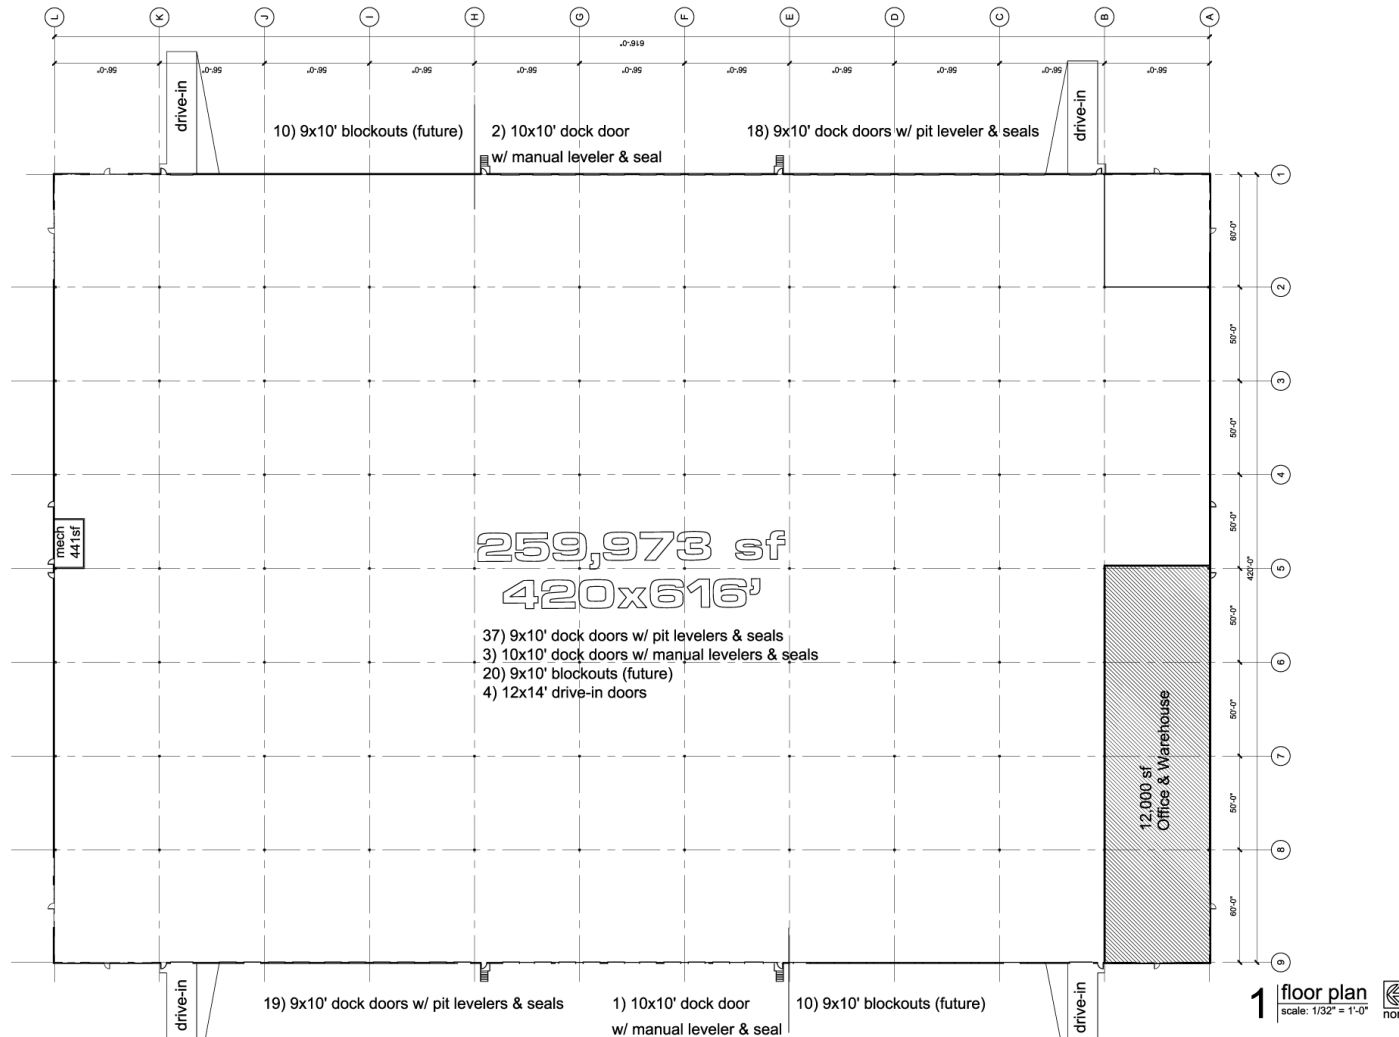 L K J I H G F E D C B A
616'-0"
56'-0" 56'-0" 56'-0" 56'-0" 56'-0" 56'-0" 56'-0" 56'-0" 56'-0" 56'-0" 56'-0"
drive-in
10) 9x10' blockouts (future)
2) 10x10' dock door
w/ manual leveler & seal
18) 9x10' dock doors w/ pit leveler & seals
drive-in
1
60'-0"
2
50'-0"
3
50'-0"
4
50'-0"
mech
441sf
259,973 sf
420x616'
5
420'-0"
37) 9x10' dock doors w/ pit levelers & seals
3) 10x10' dock doors w/ manual levelers & seals
20) 9x10' blockouts (future)
4) 12x14' drive-in doors
50'-0"
6
50'-0"
7
12,000 sf
Office & Warehouse
50'-0"
8
60'-0"
9
drive-in
19) 9x10' dock doors w/ pit levelers & seals
1) 10x10' dock door
w/ manual leveler & seal
10) 9x10' blockouts (future)
drive-in
1 floor plan
scale: 1/32" = 1'-0"